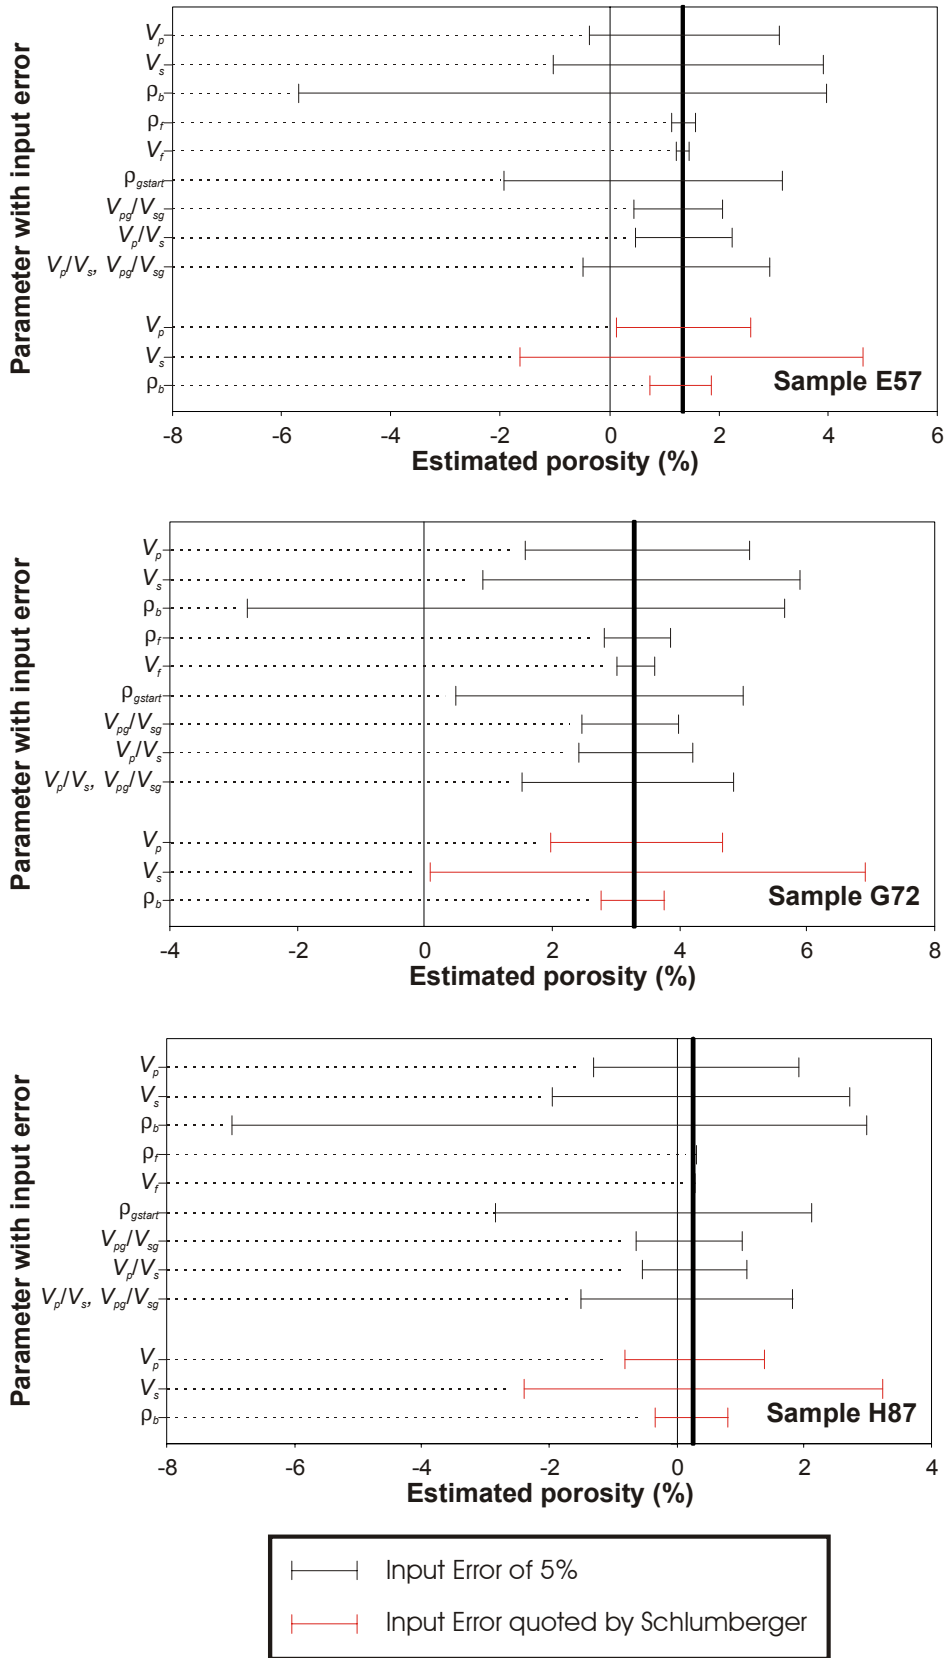 Parameter with input error
Vp
Vs
ρb
ρf
Vf
ρgstart
Vpg/Vsg
Vp/Vs
Vp/Vs, Vpg/Vsg
Vp
Vs
ρb
Sample E57
-8 -6 -4 -2 0 2 4 6
Estimated porosity (%)
Parameter with input error
Vp
Vs
ρb
ρf
Vf
ρgstart
Vpg/Vsg
Vp/Vs
Vp/Vs, Vpg/Vsg
Vp
Vs
ρb
Sample G72
-4 -2 0 2 4 6 8
Estimated porosity (%)
Parameter with input error
Vp
Vs
ρb
ρf
Vf
ρgstart
Vpg/Vsg
Vp/Vs
Vp/Vs, Vpg/Vsg
Vp
Vs
ρb
Sample H87
-8 -6 -4 -2 0 2 4
Estimated porosity (%)
Input Error of 5%
Input Error quoted by Schlumberger